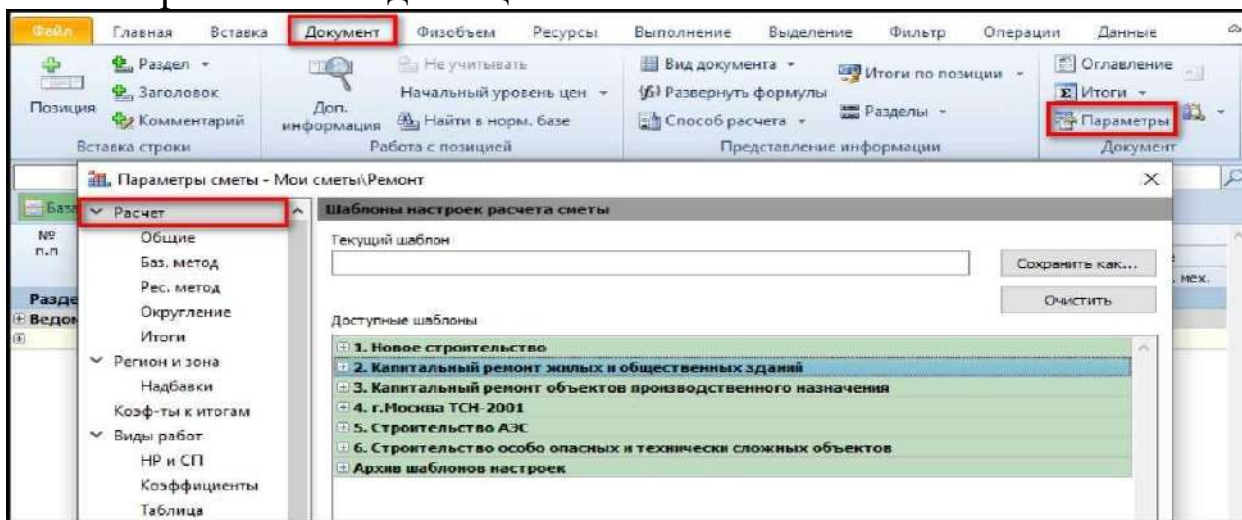 Файл Главная Вставка Документ Физобъем Ресурсы Выполнение Выделение Фильтр Операции Данные
Позиция
Раздел
Заголовок
Комментарий
Вставка строки
Доп. информация
Не учитывать
Начальный уровень цен
Найти в норм. базе
Работа с позицией
Вид документа
Развернуть формулы
Способ расчета
Итоги по позиции
Разделы
Представление информации
Оглавление
Итоги
Параметры
Документ
База
№ п.п
Разде
Ведом
. мех.
Параметры сметы - Мои сметы\Ремонт
Расчет
Общие
Баз. метод
Рес. метод
Округление
Итоги
Регион и зона
Надбавки
Коэф-ты к итогам
Виды работ
НР и СП
Коэффициенты
Таблица
Шаблоны настроек расчета сметы
Текущий шаблон
Сохранить как...
Очистить
Доступные шаблоны
1. Новое строительство
2. Капитальный ремонт жилых и общественных зданий
3. Капитальный ремонт объектов производственного назначения
4. г.Москва ТСН-2001
5. Строительство АЭС
6. Строительство особо опасных и технически сложных объектов
Архив шаблонов настроек